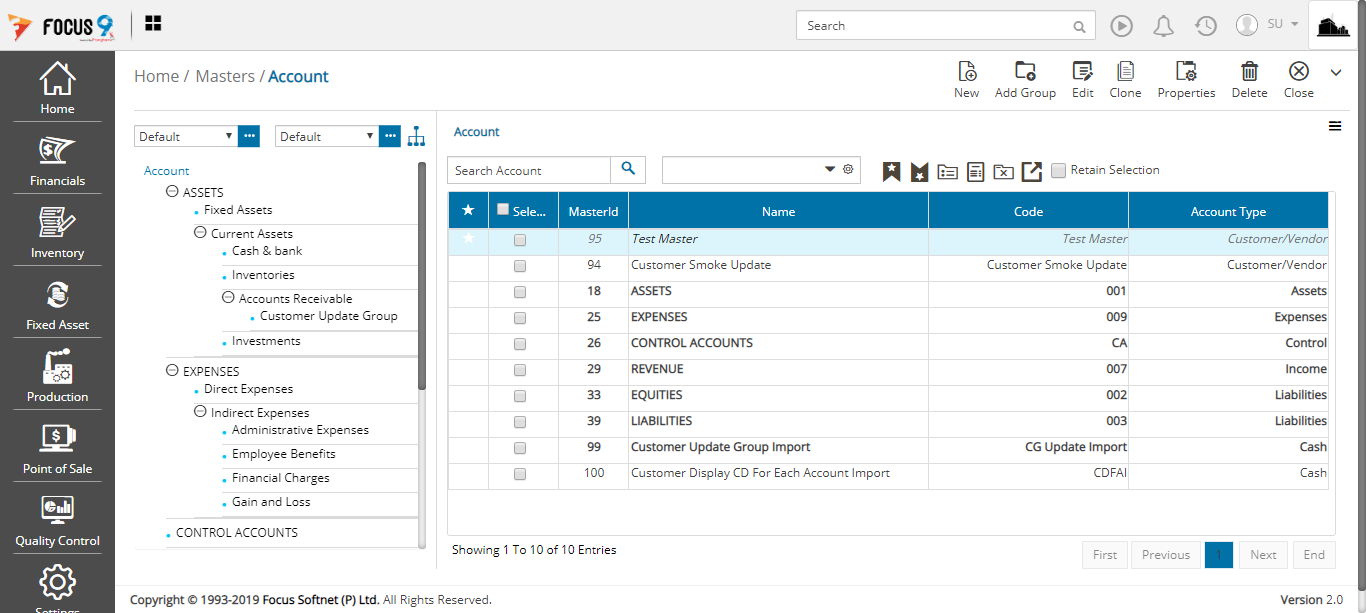 FOCUS 9
Search
SU
Home
Financials
Inventory
Fixed Asset
Production
Point of Sale
Quality Control
Settings
Home / Masters / Account
New
Add Group
Edit
Clone
Properties
Delete
Close
Default
Default
Account
ASSETS
Fixed Assets
Current Assets
Cash & bank
Inventories
Accounts Receivable
Customer Update Group
Investments
EXPENSES
Direct Expenses
Indirect Expenses
Administrative Expenses
Employee Benefits
Financial Charges
Gain and Loss
CONTROL ACCOUNTS
Account
Search Account
Retain Selection
Sele... MasterId Name Code Account Type
95 Test Master Test Master Customer/Vendor
94 Customer Smoke Update Customer Smoke Update Customer/Vendor
18 ASSETS 001 Assets
25 EXPENSES 009 Expenses
26 CONTROL ACCOUNTS CA Control
29 REVENUE 007 Income
33 EQUITIES 002 Liabilities
39 LIABILITIES 003 Liabilities
99 Customer Update Group Import CG Update Import Cash
100 Customer Display CD For Each Account Import CDFAI Cash
Showing 1 To 10 of 10 Entries
First Previous 1 Next End
Copyright © 1993-2019 Focus Softnet (P) Ltd. All Rights Reserved.
Version 2.0